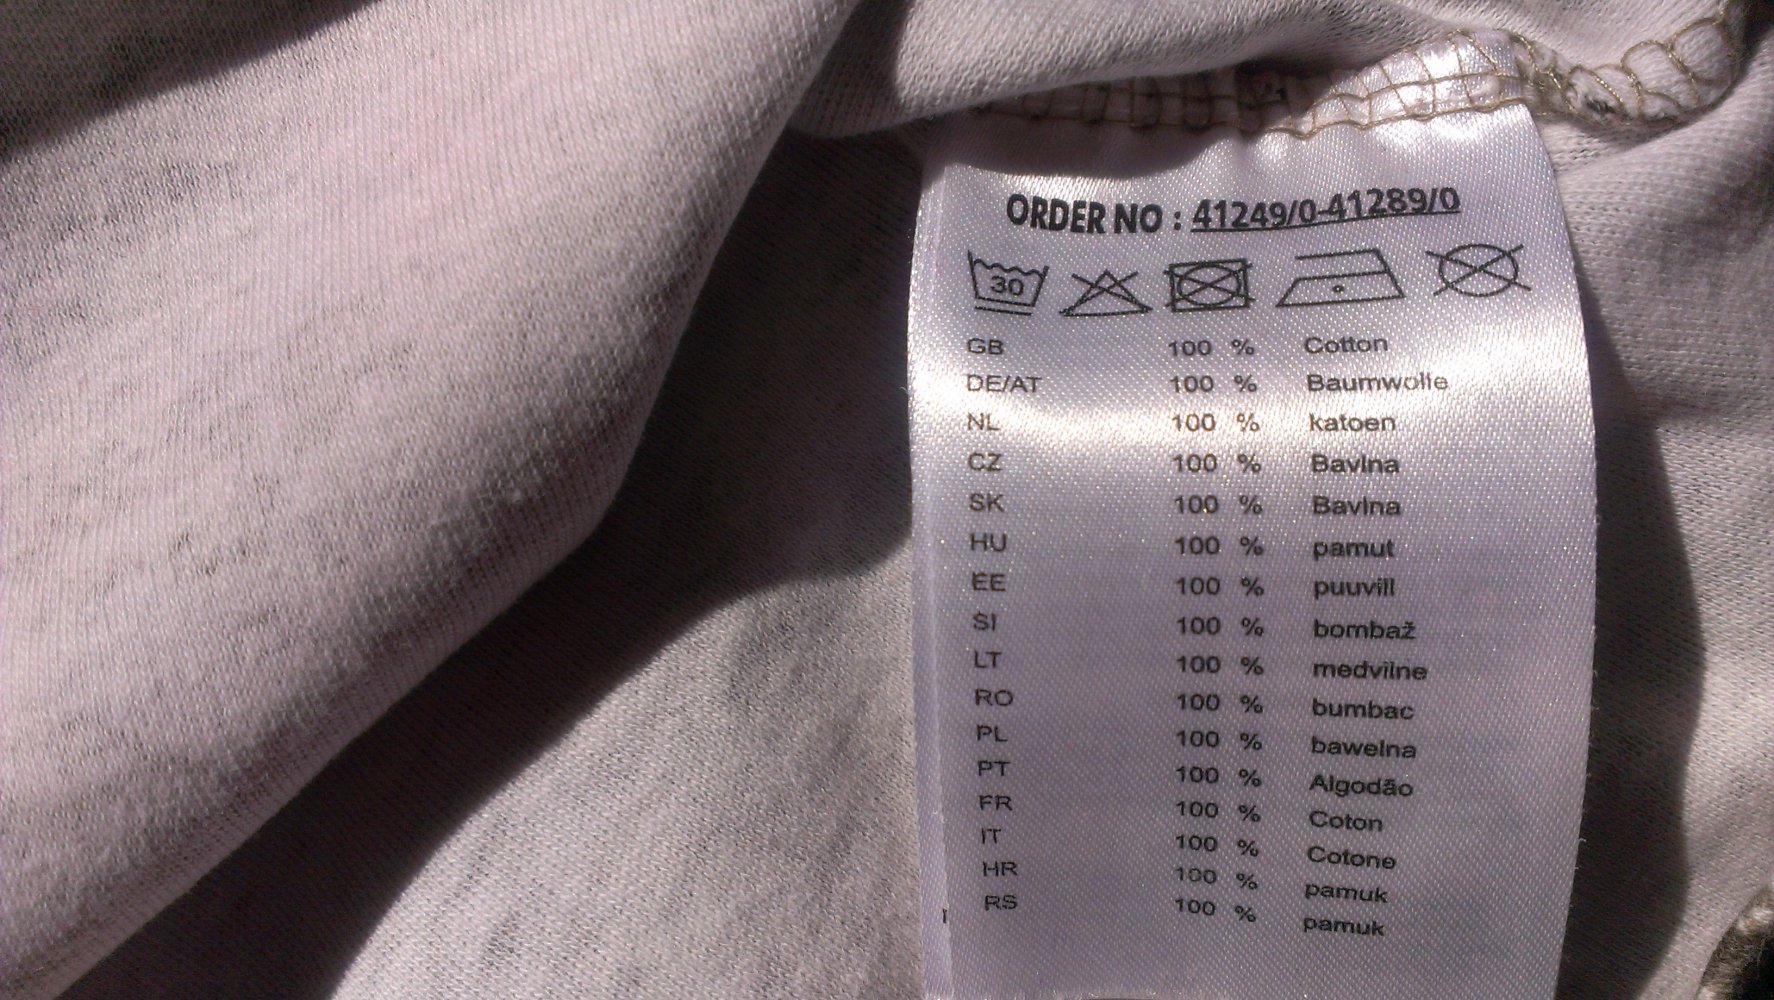 ORDER NO : 41249/0-41289/0
30
GB 100 % Cotton
DE/AT 100 % Baumwolle
NL 100 % katoen
CZ 100 % Bavlna
SK 100 % Bavlna
HU 100 % pamut
EE 100 % puuvill
SI 100 % bombaž
LT 100 % medvilne
RO 100 % bumbac
PL 100 % bawelna
PT 100 % Algodão
FR 100 % Coton
IT 100 % Cotone
HR 100 % pamuk
RS 100 % pamuk